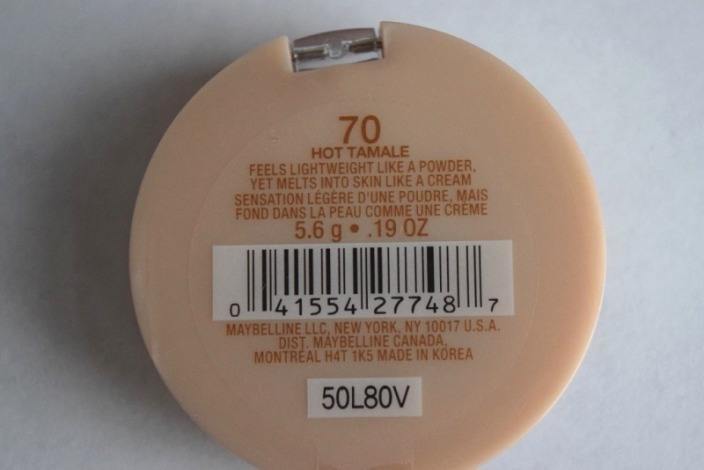 70
HOT TAMALE
FEELS LIGHTWEIGHT LIKE A POWDER,
YET MELTS INTO SKIN LIKE A CREAM
SENSATION LÉGÈRE D'UNE POUDRE, MAIS
FOND DANS LA PEAU COMME UNE CRÈME
5.6 g • .19 OZ
0 41554 27748 7
MAYBELLINE LLC, NEW YORK, NY 10017 U.S.A.
DIST. MAYBELLINE CANADA,
MONTRÉAL H4T 1K5 MADE IN KOREA
50L80V